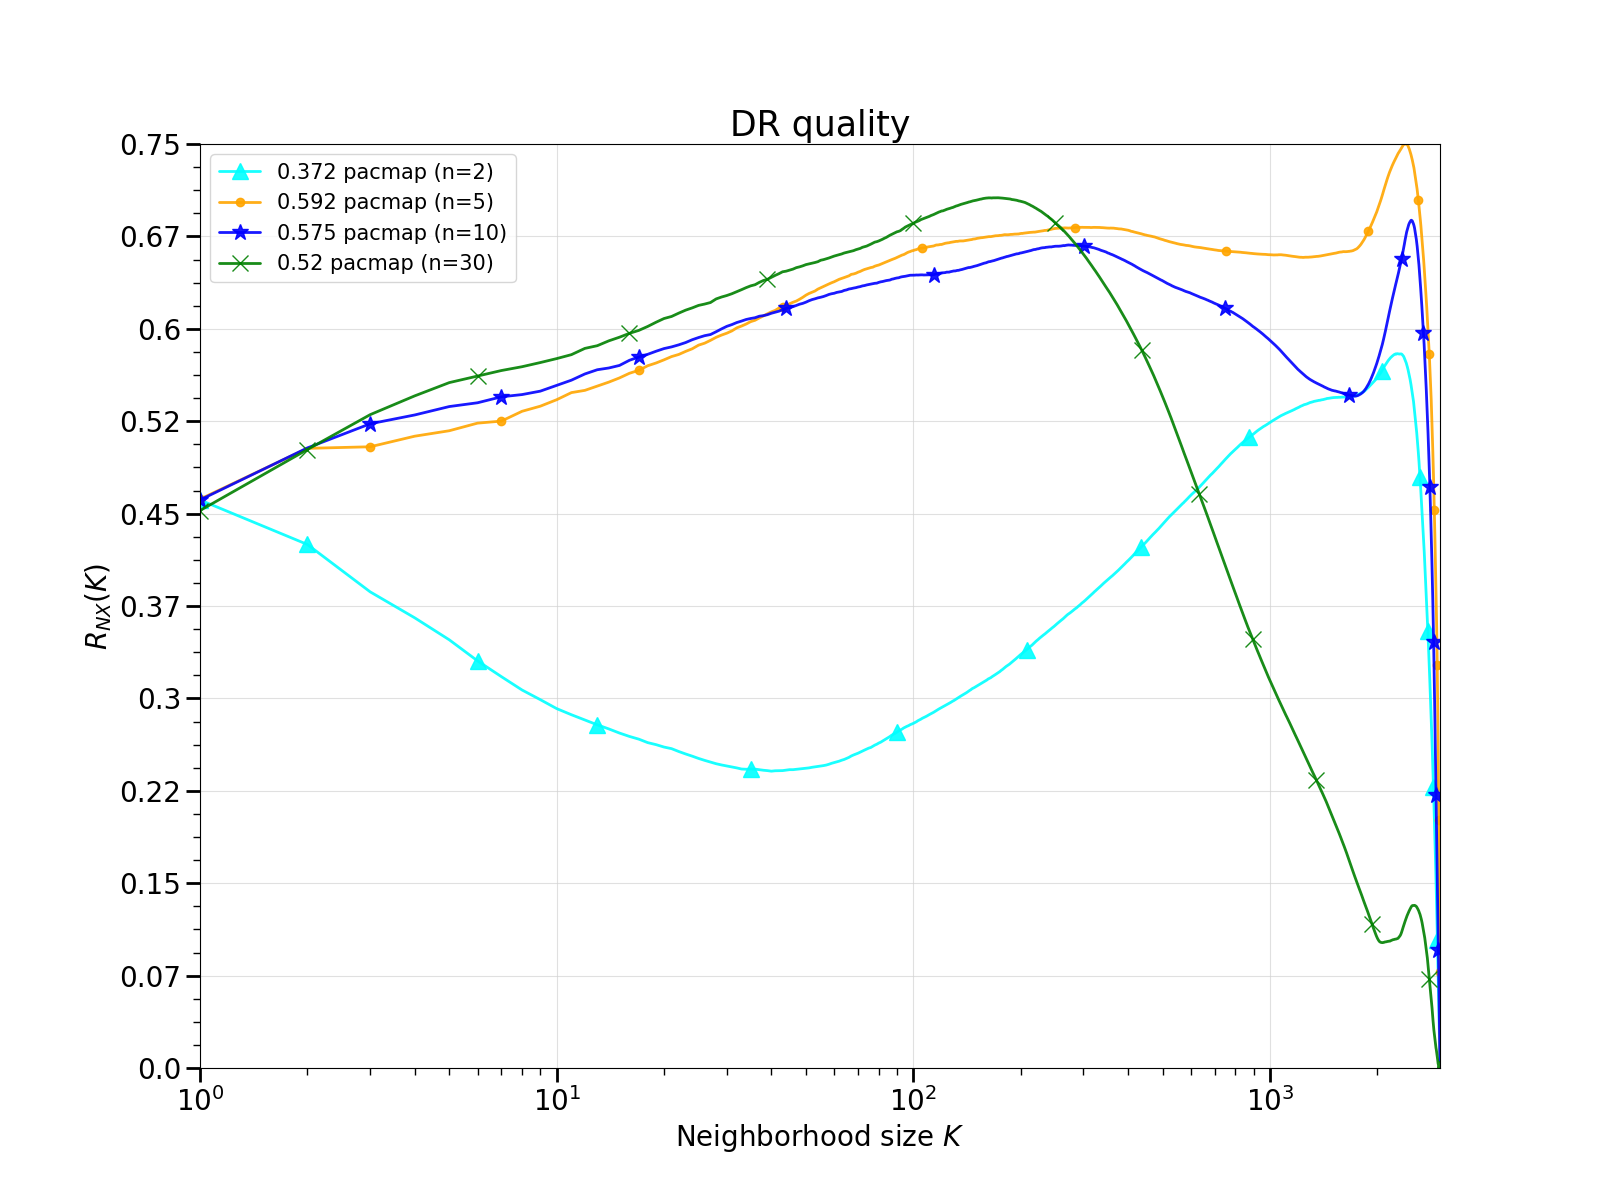 DR quality
0.372 pacmap (n=2)
0.592 pacmap (n=5)
0.575 pacmap (n=10)
0.52 pacmap (n=30)
0.75
0.67
0.6
0.52
0.45
0.37
0.3
0.22
0.15
0.07
0.0
R_{NX}(K)
10^0 10^1 10^2 10^3
Neighborhood size K